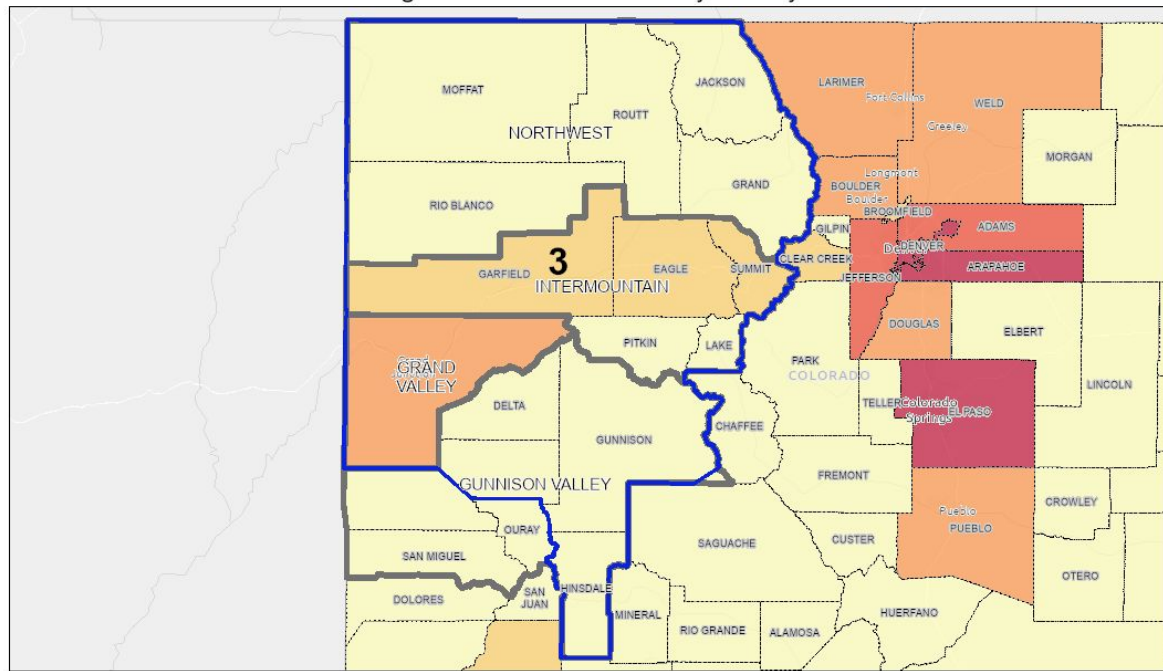 MOFFAT
ROUTT
JACKSON
LARIMER
Fort Collins
WELD
Greeley
NORTHWEST
MORGAN
GRAND
RIO BLANCO
Longmont
BOULDER
Boulder
BROOMFIELD
GILPIN
ADAMS
DENVER
CLEAR CREEK
ARAPAHOE
JEFFERSON
3
GARFIELD
EAGLE
SUMMIT
INTERMOUNTAIN
DOUGLAS
ELBERT
PITKIN
LAKE
PARK
COLORADO
GRAND
VALLEY
LINCOLN
TELLER
Colorado
Springs
EL PASO
DELTA
GUNNISON
CHAFFEE
FREMONT
GUNNISON VALLEY
CROWLEY
Pueblo
PUEBLO
OURAY
SAGUACHE
CUSTER
SAN MIGUEL
OTERO
DOLORES
SAN
JUAN
HINSDALE
MINERAL
RIO GRANDE
ALAMOSA
HUERFANO